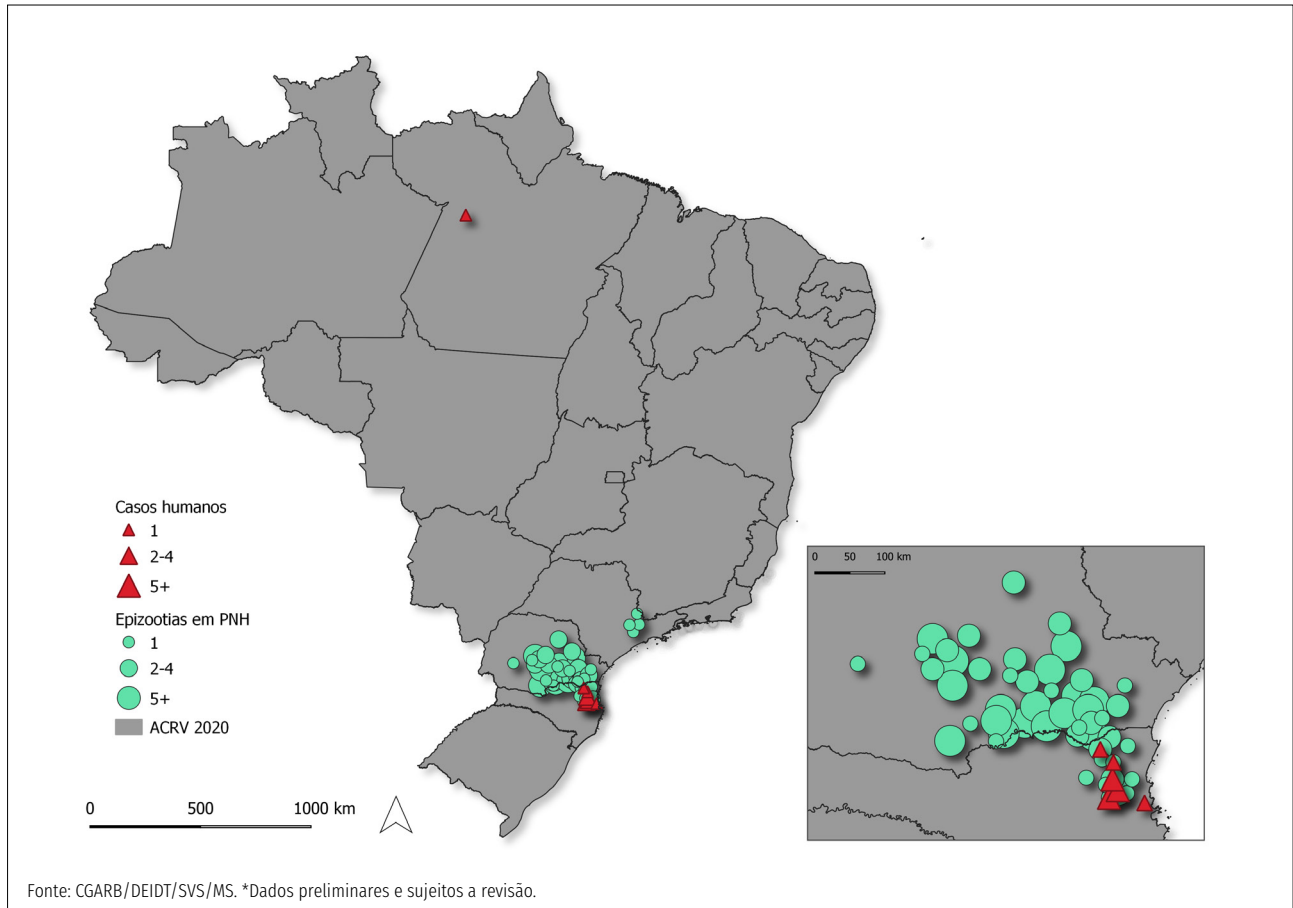 Casos humanos
1
2-4
5+
Epizootias em PNH
1
2-4
5+
ACRV 2020
0 500 1000 km
0 50 100 km
Fonte: CGARB/DEIDT/SVS/MS. *Dados preliminares e sujeitos a revisão.